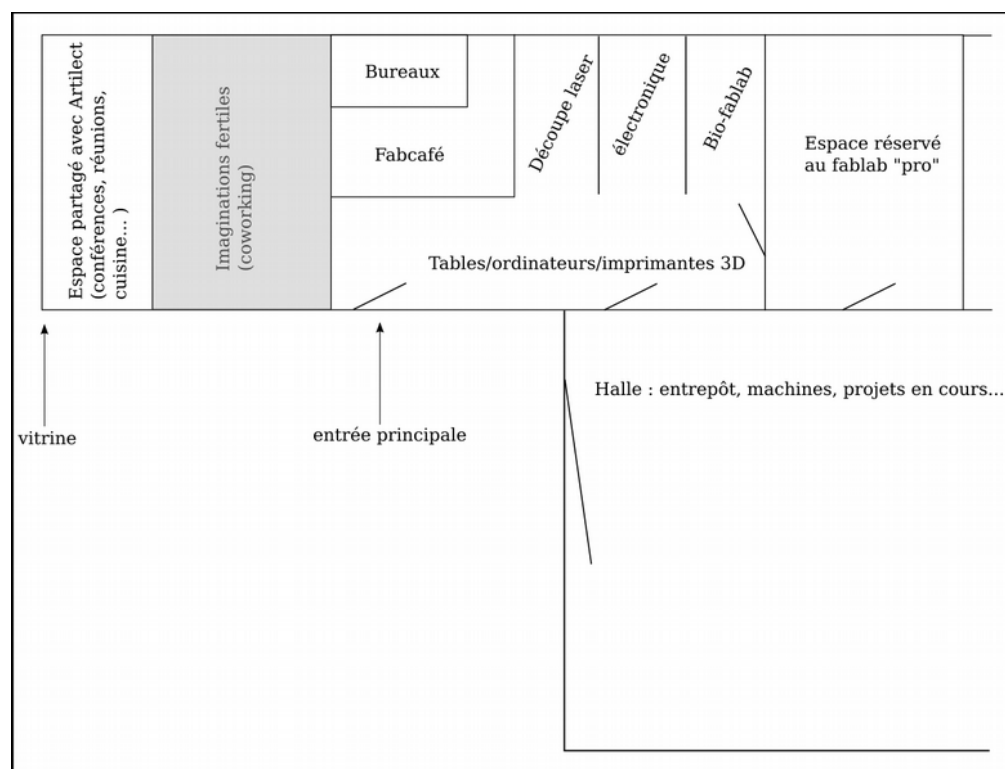 Espace partagé avec Artilect
(conférences, réunions,
cuisine... )
Imaginations fertiles
(coworking)
Bureaux
Fabcafé
Découpe laser
électronique
Bio-fablab
Espace réservé
au fablab "pro"
Tables/ordinateurs/imprimantes 3D
Halle : entrepôt, machines, projets en cours...
vitrine
entrée principale